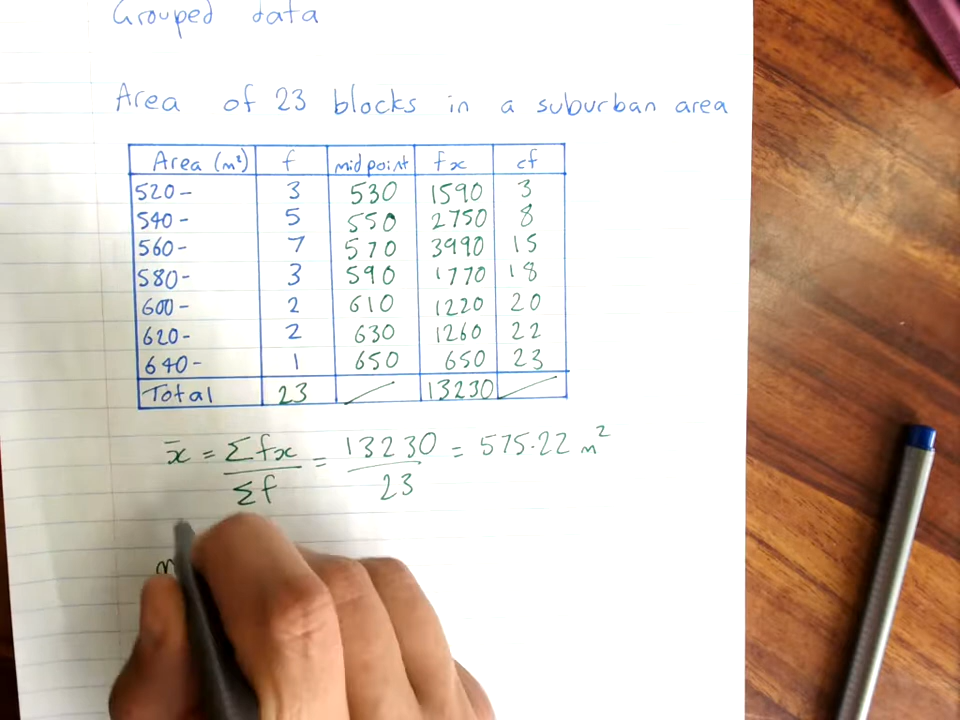 Grouped data
Area of 23 blocks in a suburban area
Area (m²) f midpoint fx cf
520- 3 530 1590 3
540- 5 550 2750 8
560- 7 570 3990 15
580- 3 590 1770 18
600- 2 610 1220 20
620- 2 630 1260 22
640- 1 650 650 23
Total 23 / 13230 /
x̄ = Σfx / Σf = 13230 / 23 = 575.22 m²
m